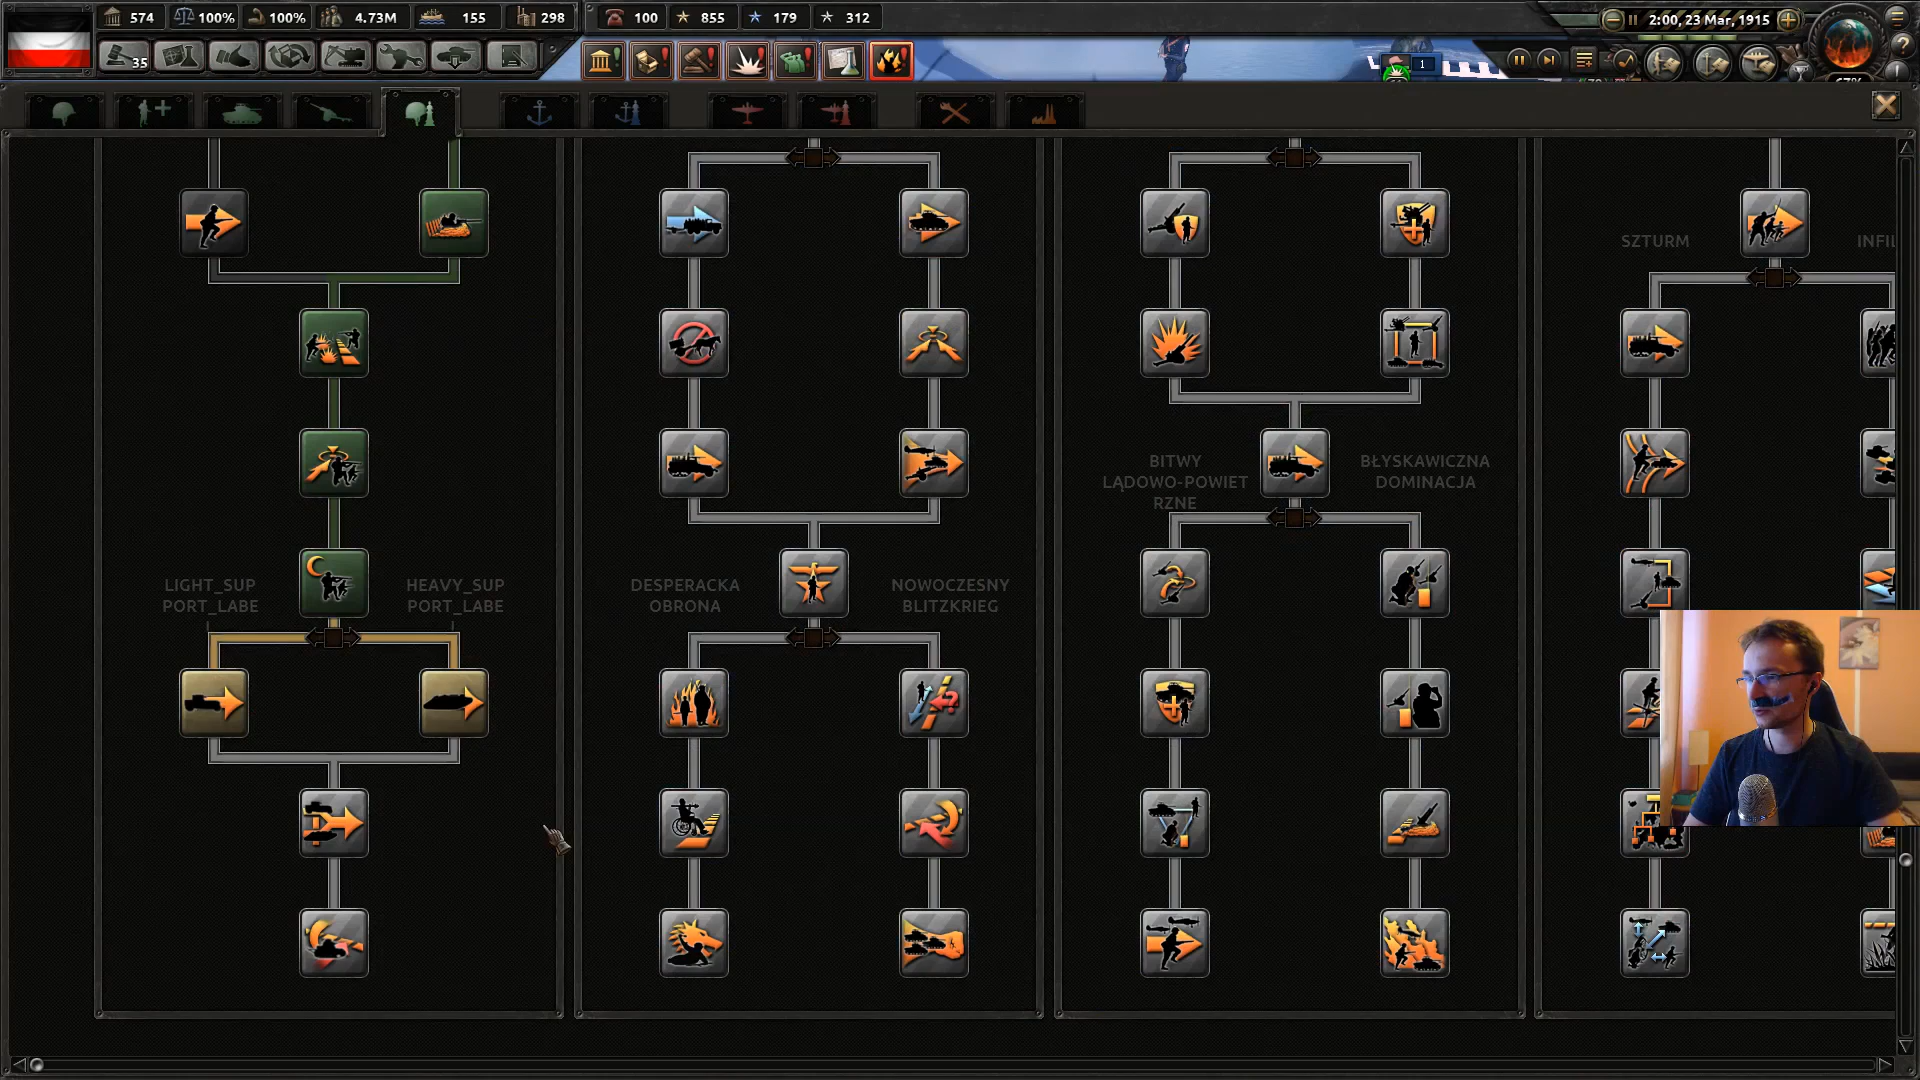 574 100% 100% 4.73M 155 298 100 855 179 312 2:00, 23 Mar, 1915
35 1
SZTURM INFIL
BITWY
LĄDOWO-POWIET
RZNE
BŁYSKAWICZNA
DOMINACJA
LIGHT_SUP
PORT_LABE
HEAVY_SUP
PORT_LABE
DESPERACKA
OBRONA
NOWOCZESNY
BLITZKRIEG